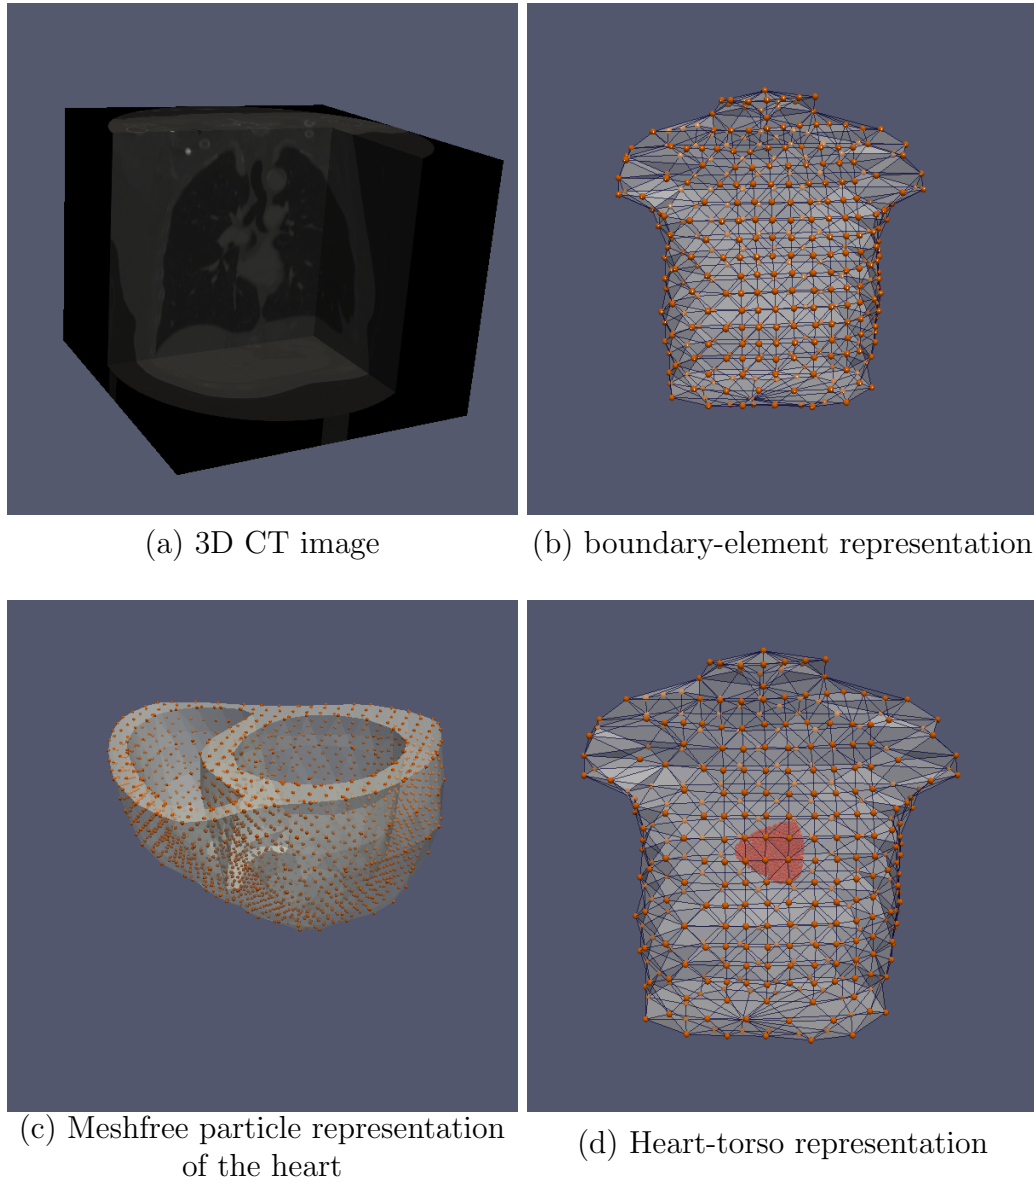 (a) 3D CT image
(b) boundary-element representation
(c) Meshfree particle representation
of the heart
(d) Heart-torso representation